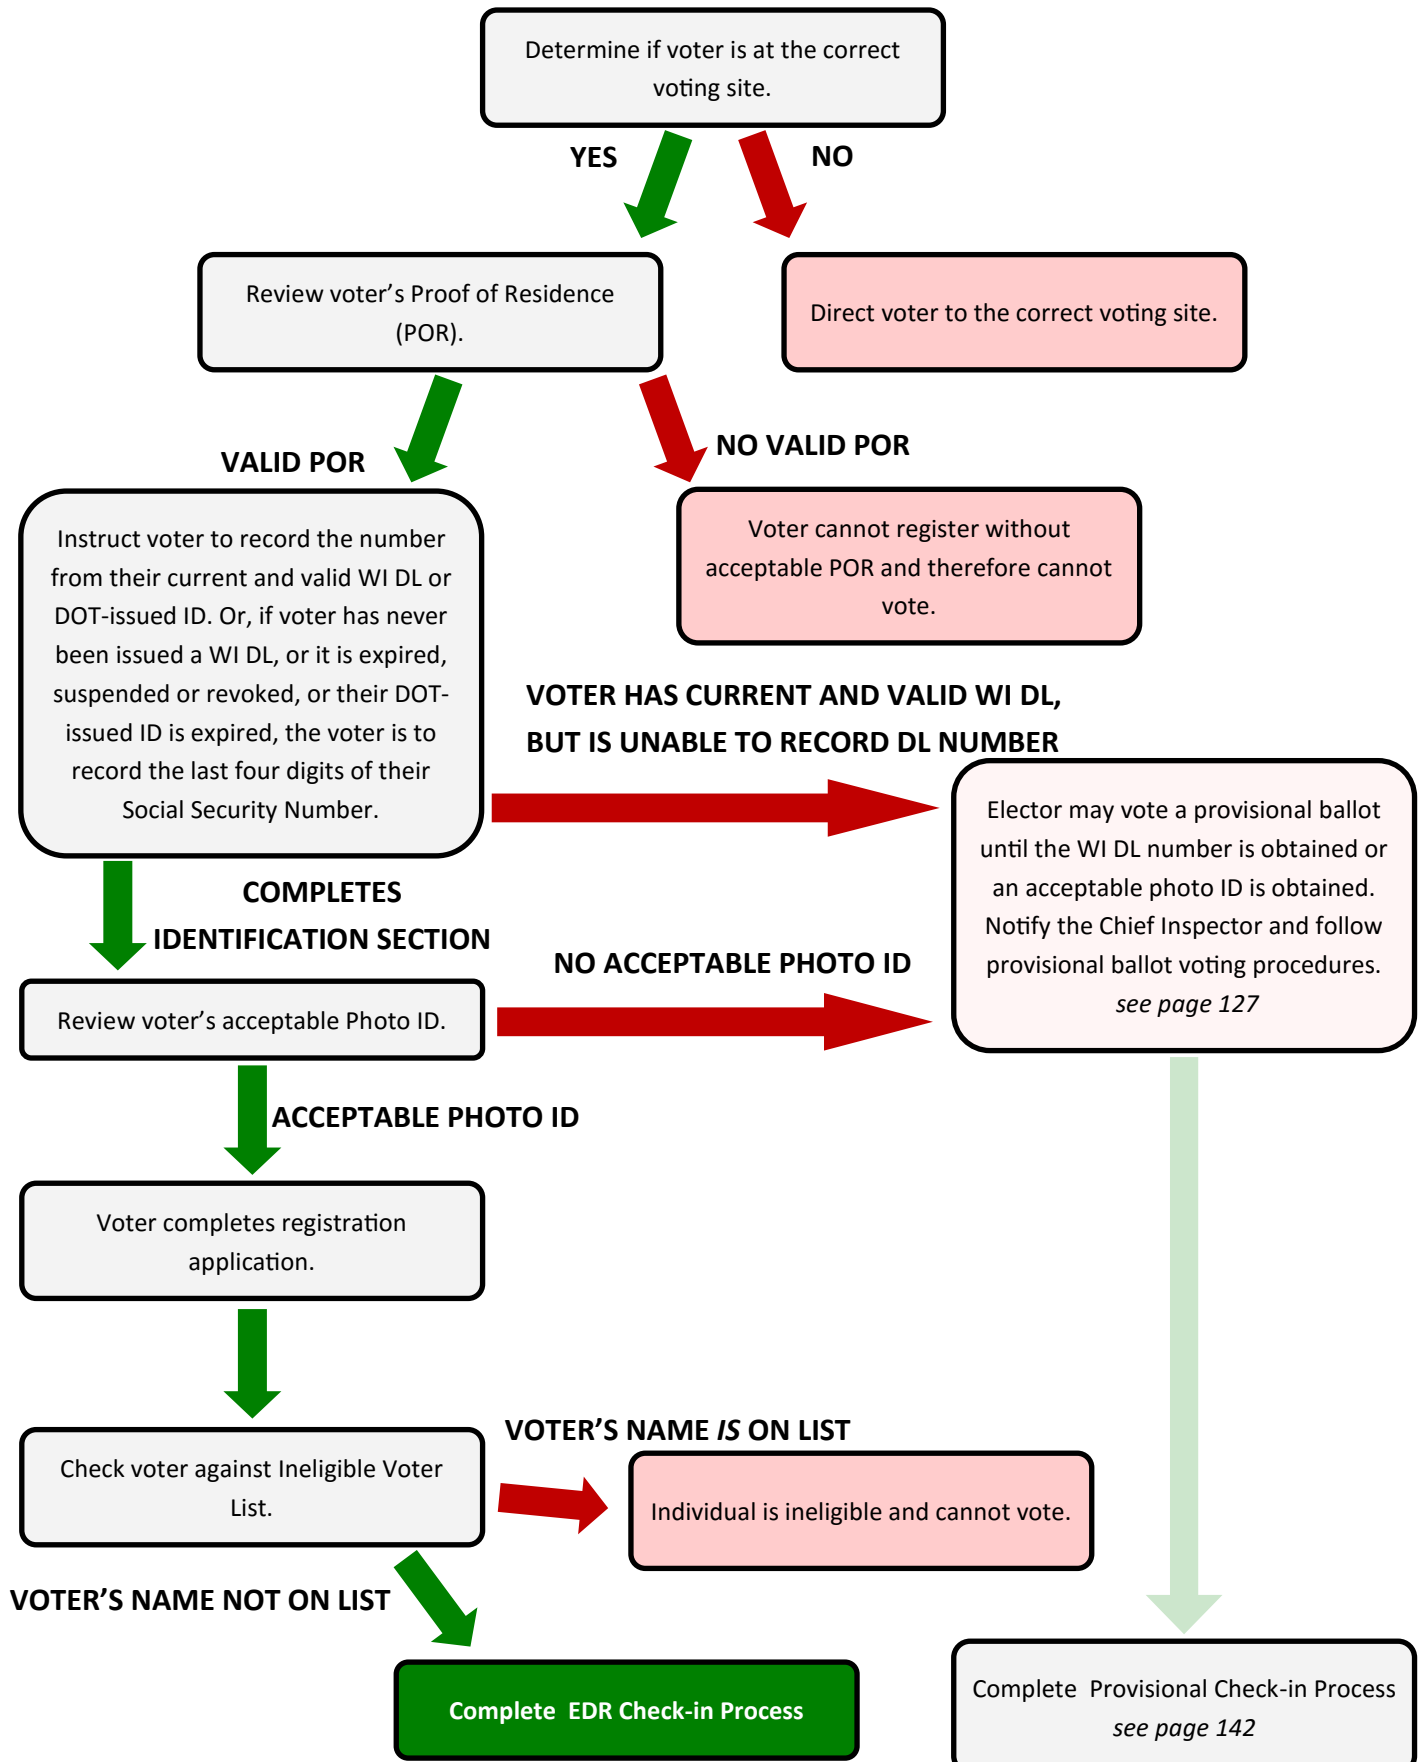 Determine if voter is at the correct
voting site.
YES
NO
Review voter's Proof of Residence
(POR).
Direct voter to the correct voting site.
VALID POR
NO VALID POR
Instruct voter to record the number
from their current and valid WI DL or
DOT-issued ID. Or, if voter has never
been issued a WI DL, or it is expired,
suspended or revoked, or their DOT-
issued ID is expired, the voter is to
record the last four digits of their
Social Security Number.
Voter cannot register without
acceptable POR and therefore cannot
vote.
VOTER HAS CURRENT AND VALID WI DL,
BUT IS UNABLE TO RECORD DL NUMBER
Elector may vote a provisional ballot
until the WI DL number is obtained or
an acceptable photo ID is obtained.
Notify the Chief Inspector and follow
provisional ballot voting procedures.
see page 127
COMPLETES
IDENTIFICATION SECTION
NO ACCEPTABLE PHOTO ID
Review voter's acceptable Photo ID.
ACCEPTABLE PHOTO ID
Voter completes registration
application.
VOTER'S NAME IS ON LIST
Check voter against Ineligible Voter
List.
Individual is ineligible and cannot vote.
VOTER'S NAME NOT ON LIST
Complete EDR Check-in Process
Complete Provisional Check-in Process
see page 142